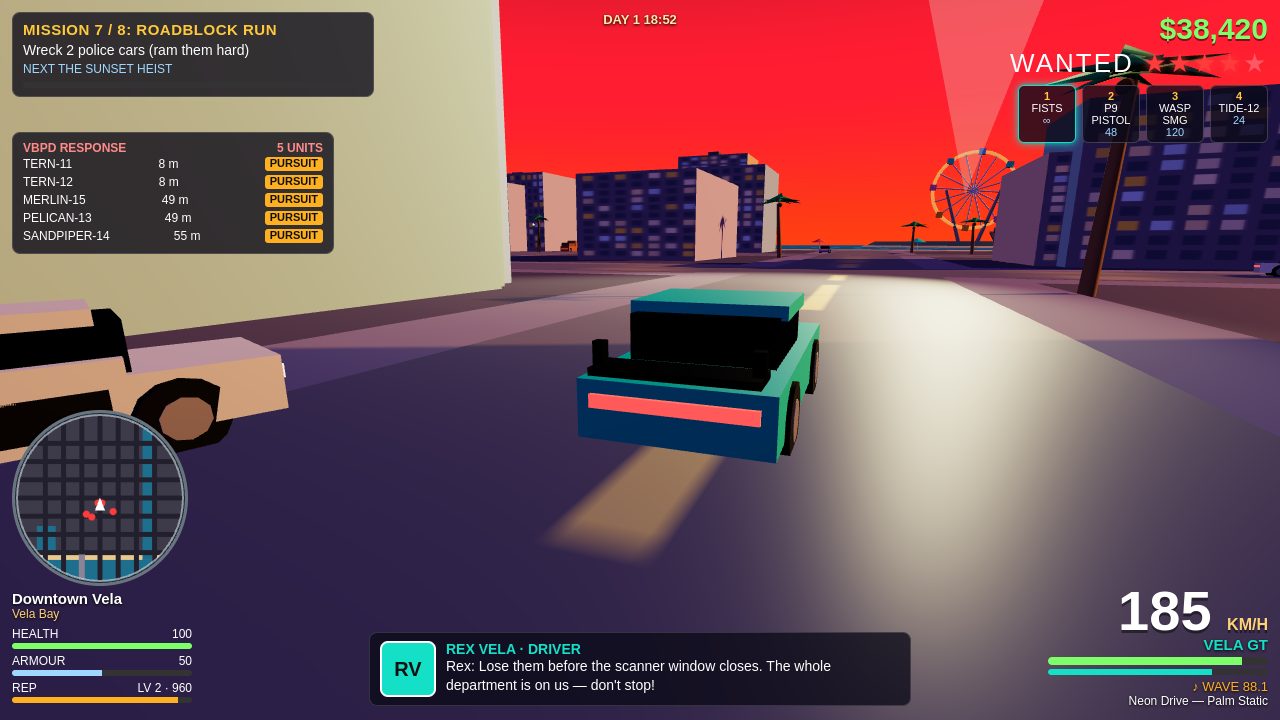 MISSION 7 / 8: ROADBLOCK RUN
Wreck 2 police cars (ram them hard)
NEXT THE SUNSET HEIST
DAY 1 18:52
$38,420
WANTED ★ ★ ★ ★ ★
1 FISTS ∞
2 P9 PISTOL 48
3 WASP SMG 120
4 TIDE-12 24
VBPD RESPONSE 5 UNITS
TERN-11 8 m PURSUIT
TERN-12 8 m PURSUIT
MERLIN-15 49 m PURSUIT
PELICAN-13 49 m PURSUIT
SANDPIPER-14 55 m PURSUIT
Downtown Vela
Vela Bay
HEALTH 100
ARMOUR 50
REP LV 2 · 960
RV
REX VELA · DRIVER
Rex: Lose them before the scanner window closes. The whole
department is on us — don't stop!
185 KM/H
VELA GT
♪ WAVE 88.1
Neon Drive — Palm Static